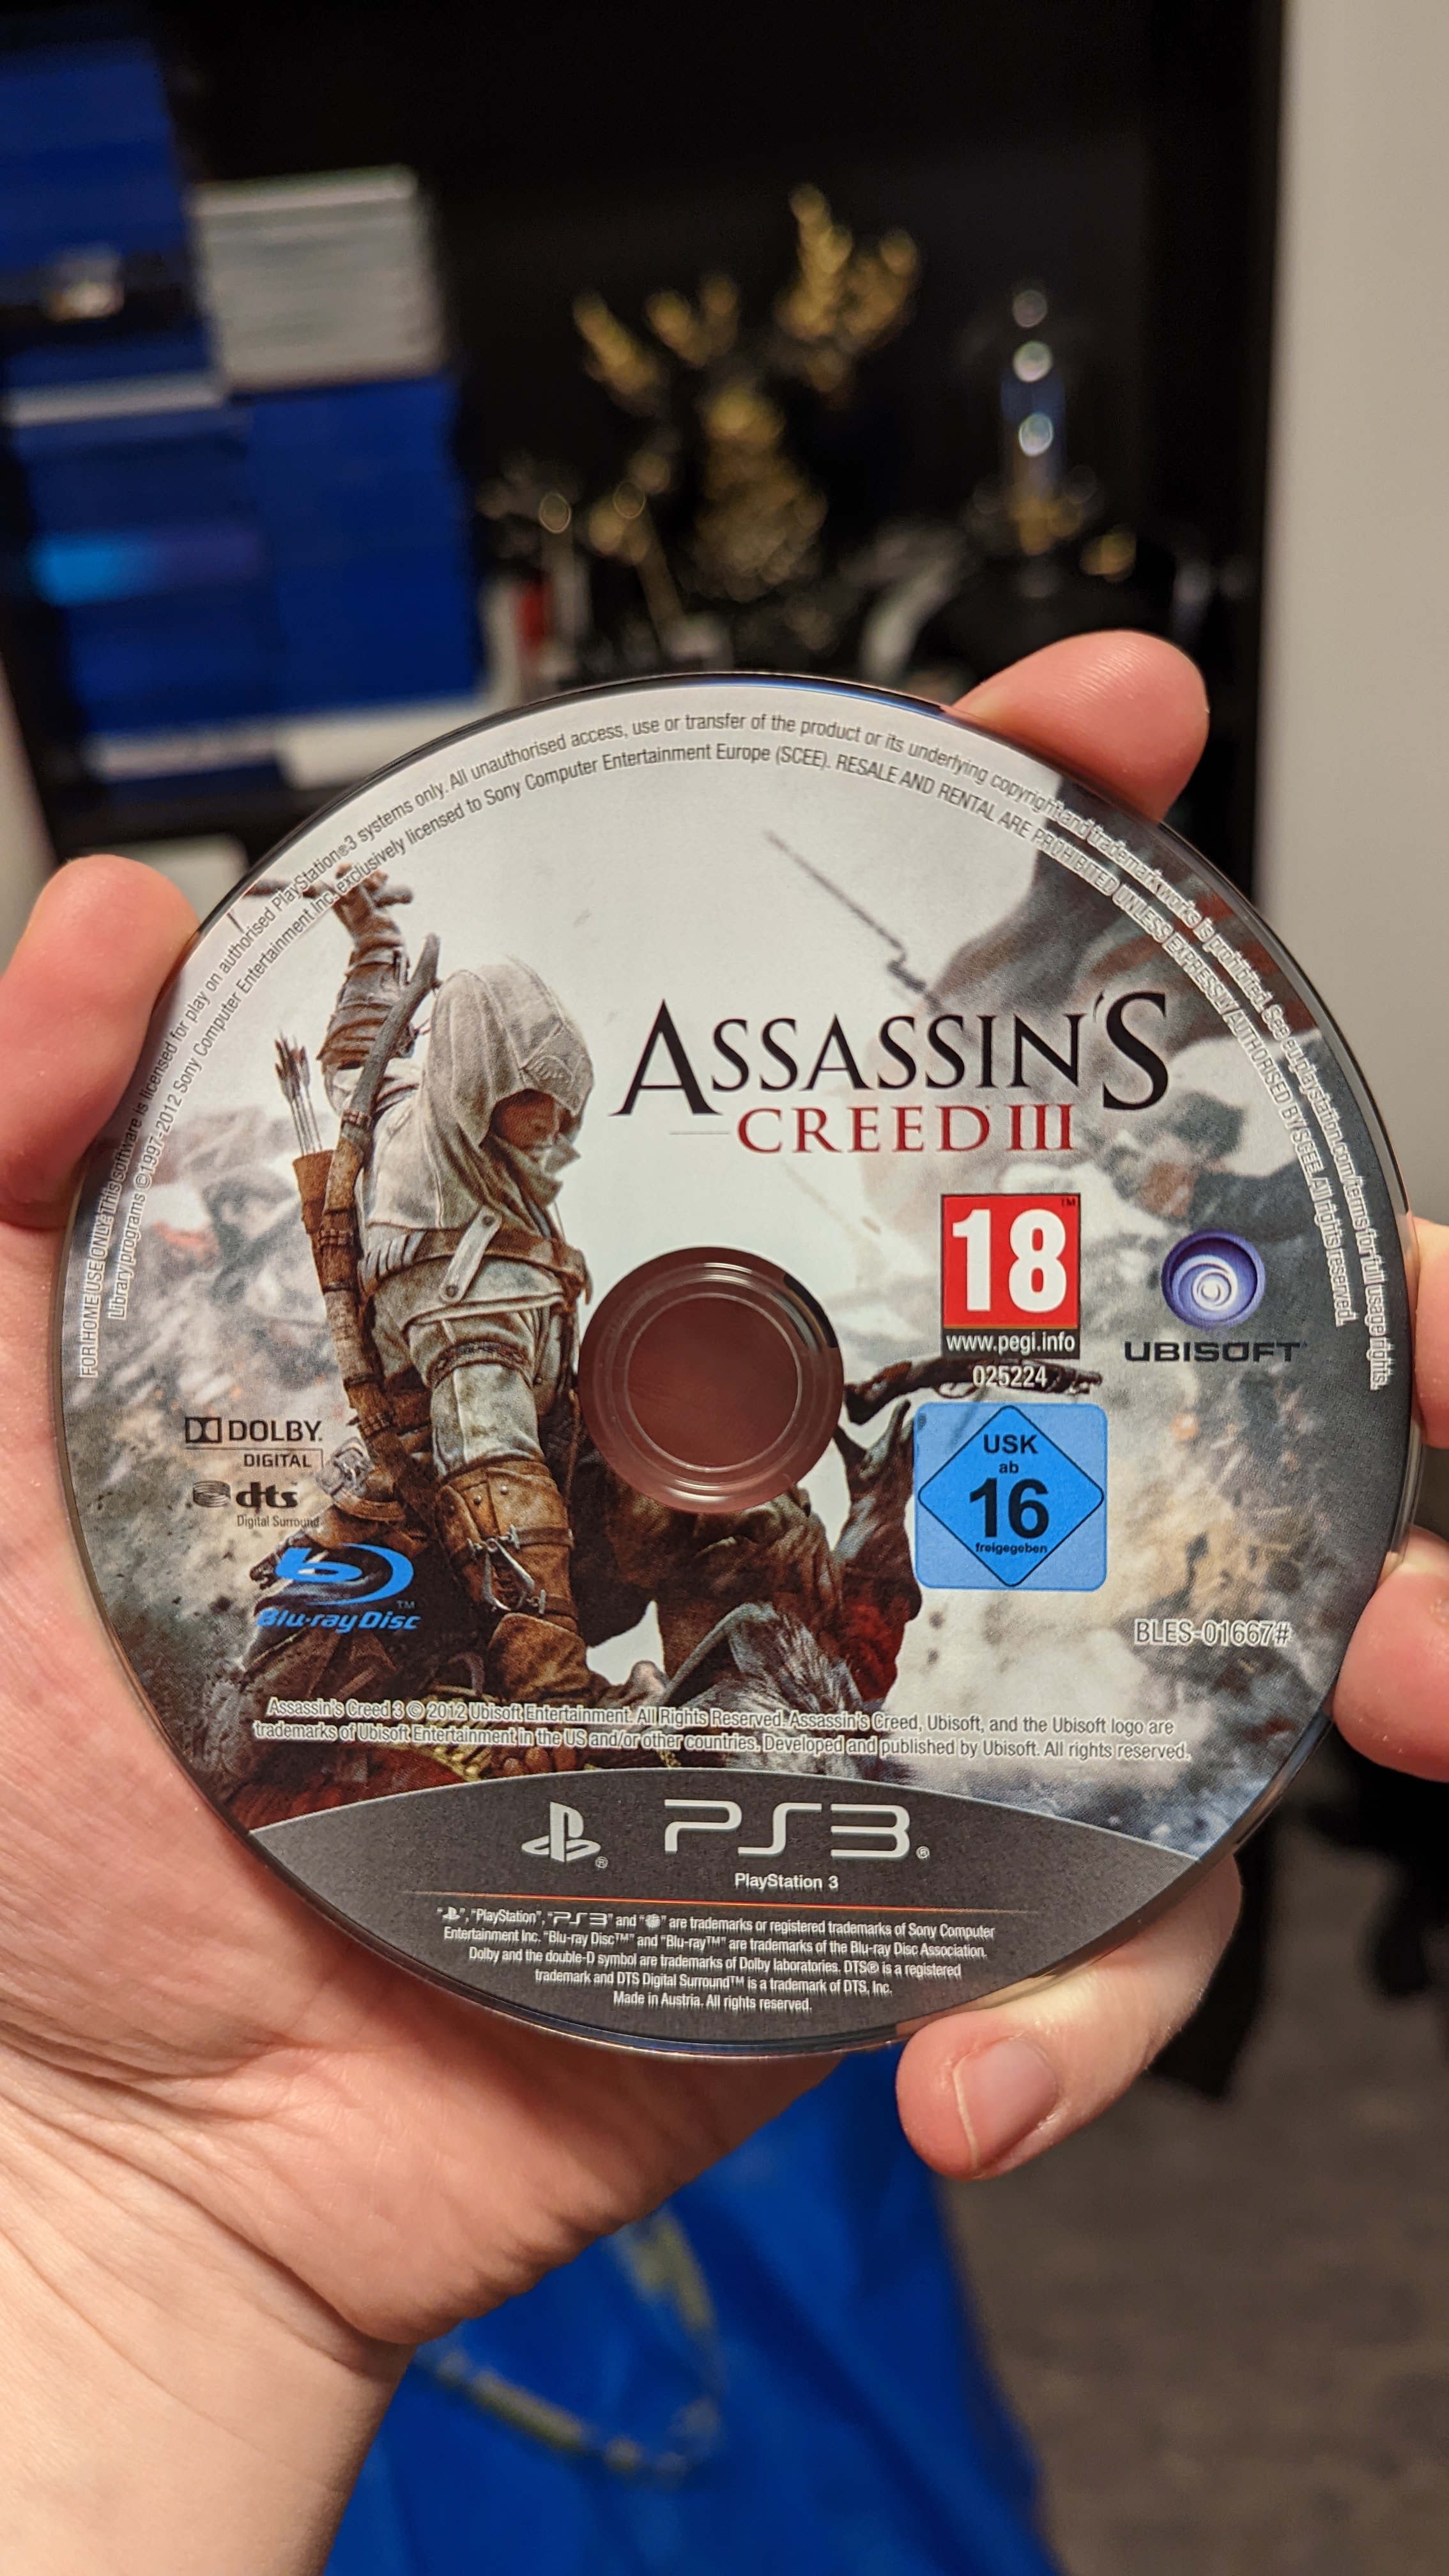 FOR HOME USE ONLY. This software is licensed for play on authorised PlayStation®3 systems only. All unauthorised access, use or transfer of the product or its underlying copyright and trademark works is prohibited. See eu.playstation.com/terms for full usage rights.
Library programs ©1997-2012 Sony Computer Entertainment Inc. exclusively licensed to Sony Computer Entertainment Europe (SCEE). RESALE AND RENTAL ARE PROHIBITED UNLESS EXPRESSLY AUTHORISED BY SCEE. All rights reserved.
ASSASSIN'S
CREED III
18™
www.pegi.info
025224
UBISOFT
DOLBY
DIGITAL
dts
Digital Surround
Blu-ray Disc™
USK
ab
16
freigegeben
BLES-01667#
Assassin's Creed 3 © 2012 Ubisoft Entertainment. All Rights Reserved. Assassin's Creed, Ubisoft, and the Ubisoft logo are
trademarks of Ubisoft Entertainment in the US and/or other countries. Developed and published by Ubisoft. All rights reserved.
® PS3®
PlayStation 3
"", "PlayStation", "PS3" and "" are trademarks or registered trademarks of Sony Computer
Entertainment Inc. "Blu-ray Disc™" and "Blu-ray™" are trademarks of the Blu-ray Disc Association.
Dolby and the double-D symbol are trademarks of Dolby laboratories. DTS® is a registered
trademark and DTS Digital Surround™ is a trademark of DTS, Inc.
Made in Austria. All rights reserved.